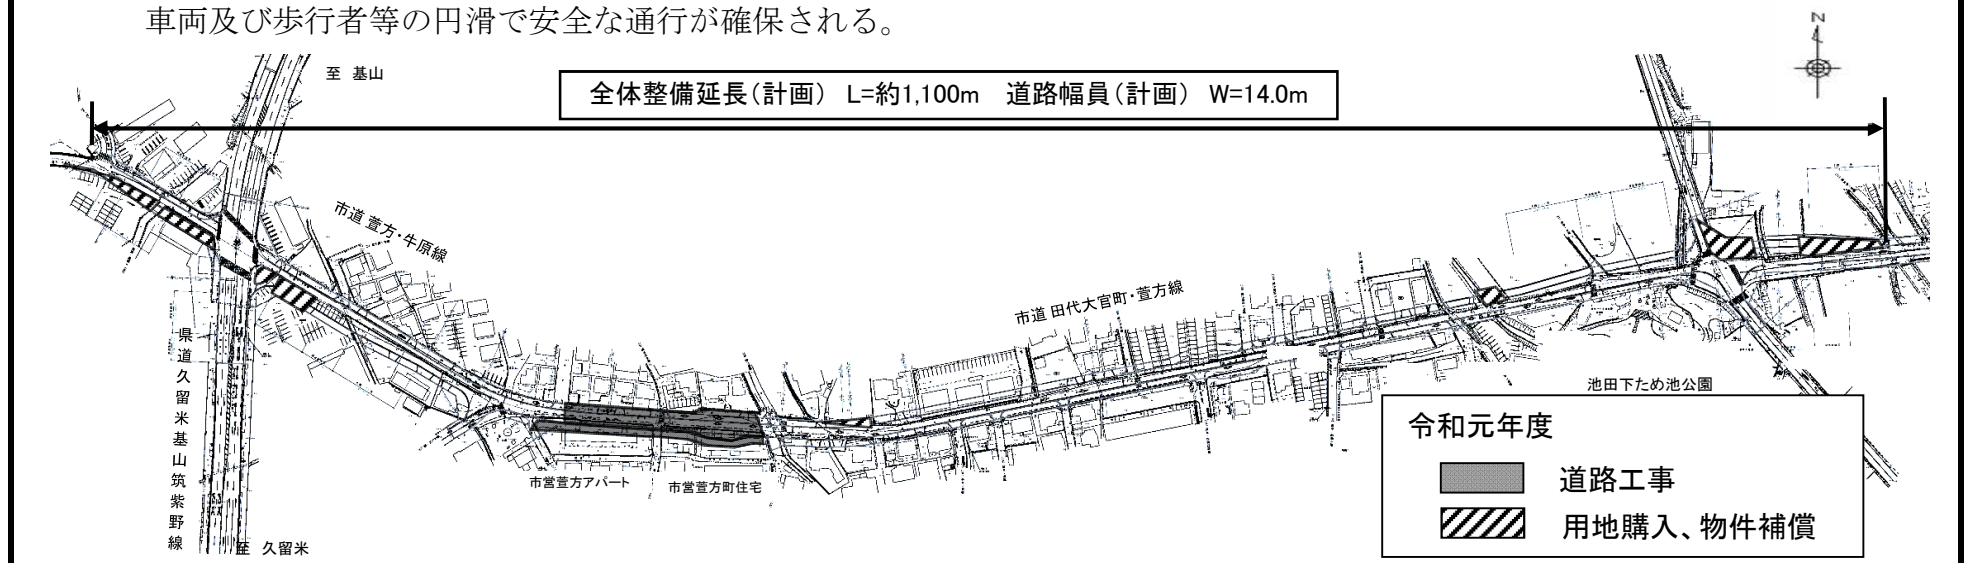 車両及び歩行者等の円滑で安全な通行が確保される。
N
至 基山
全体整備延長（計画） L=約1,100m 道路幅員（計画） W=14.0m
市道 萱方・牛原線
市道 田代大官町・萱方線
県道久留米基山筑紫野線
池田下ため池公園
市営萱方アパート
市営萱方町住宅
至 久留米
令和元年度
道路工事
用地購入、物件補償